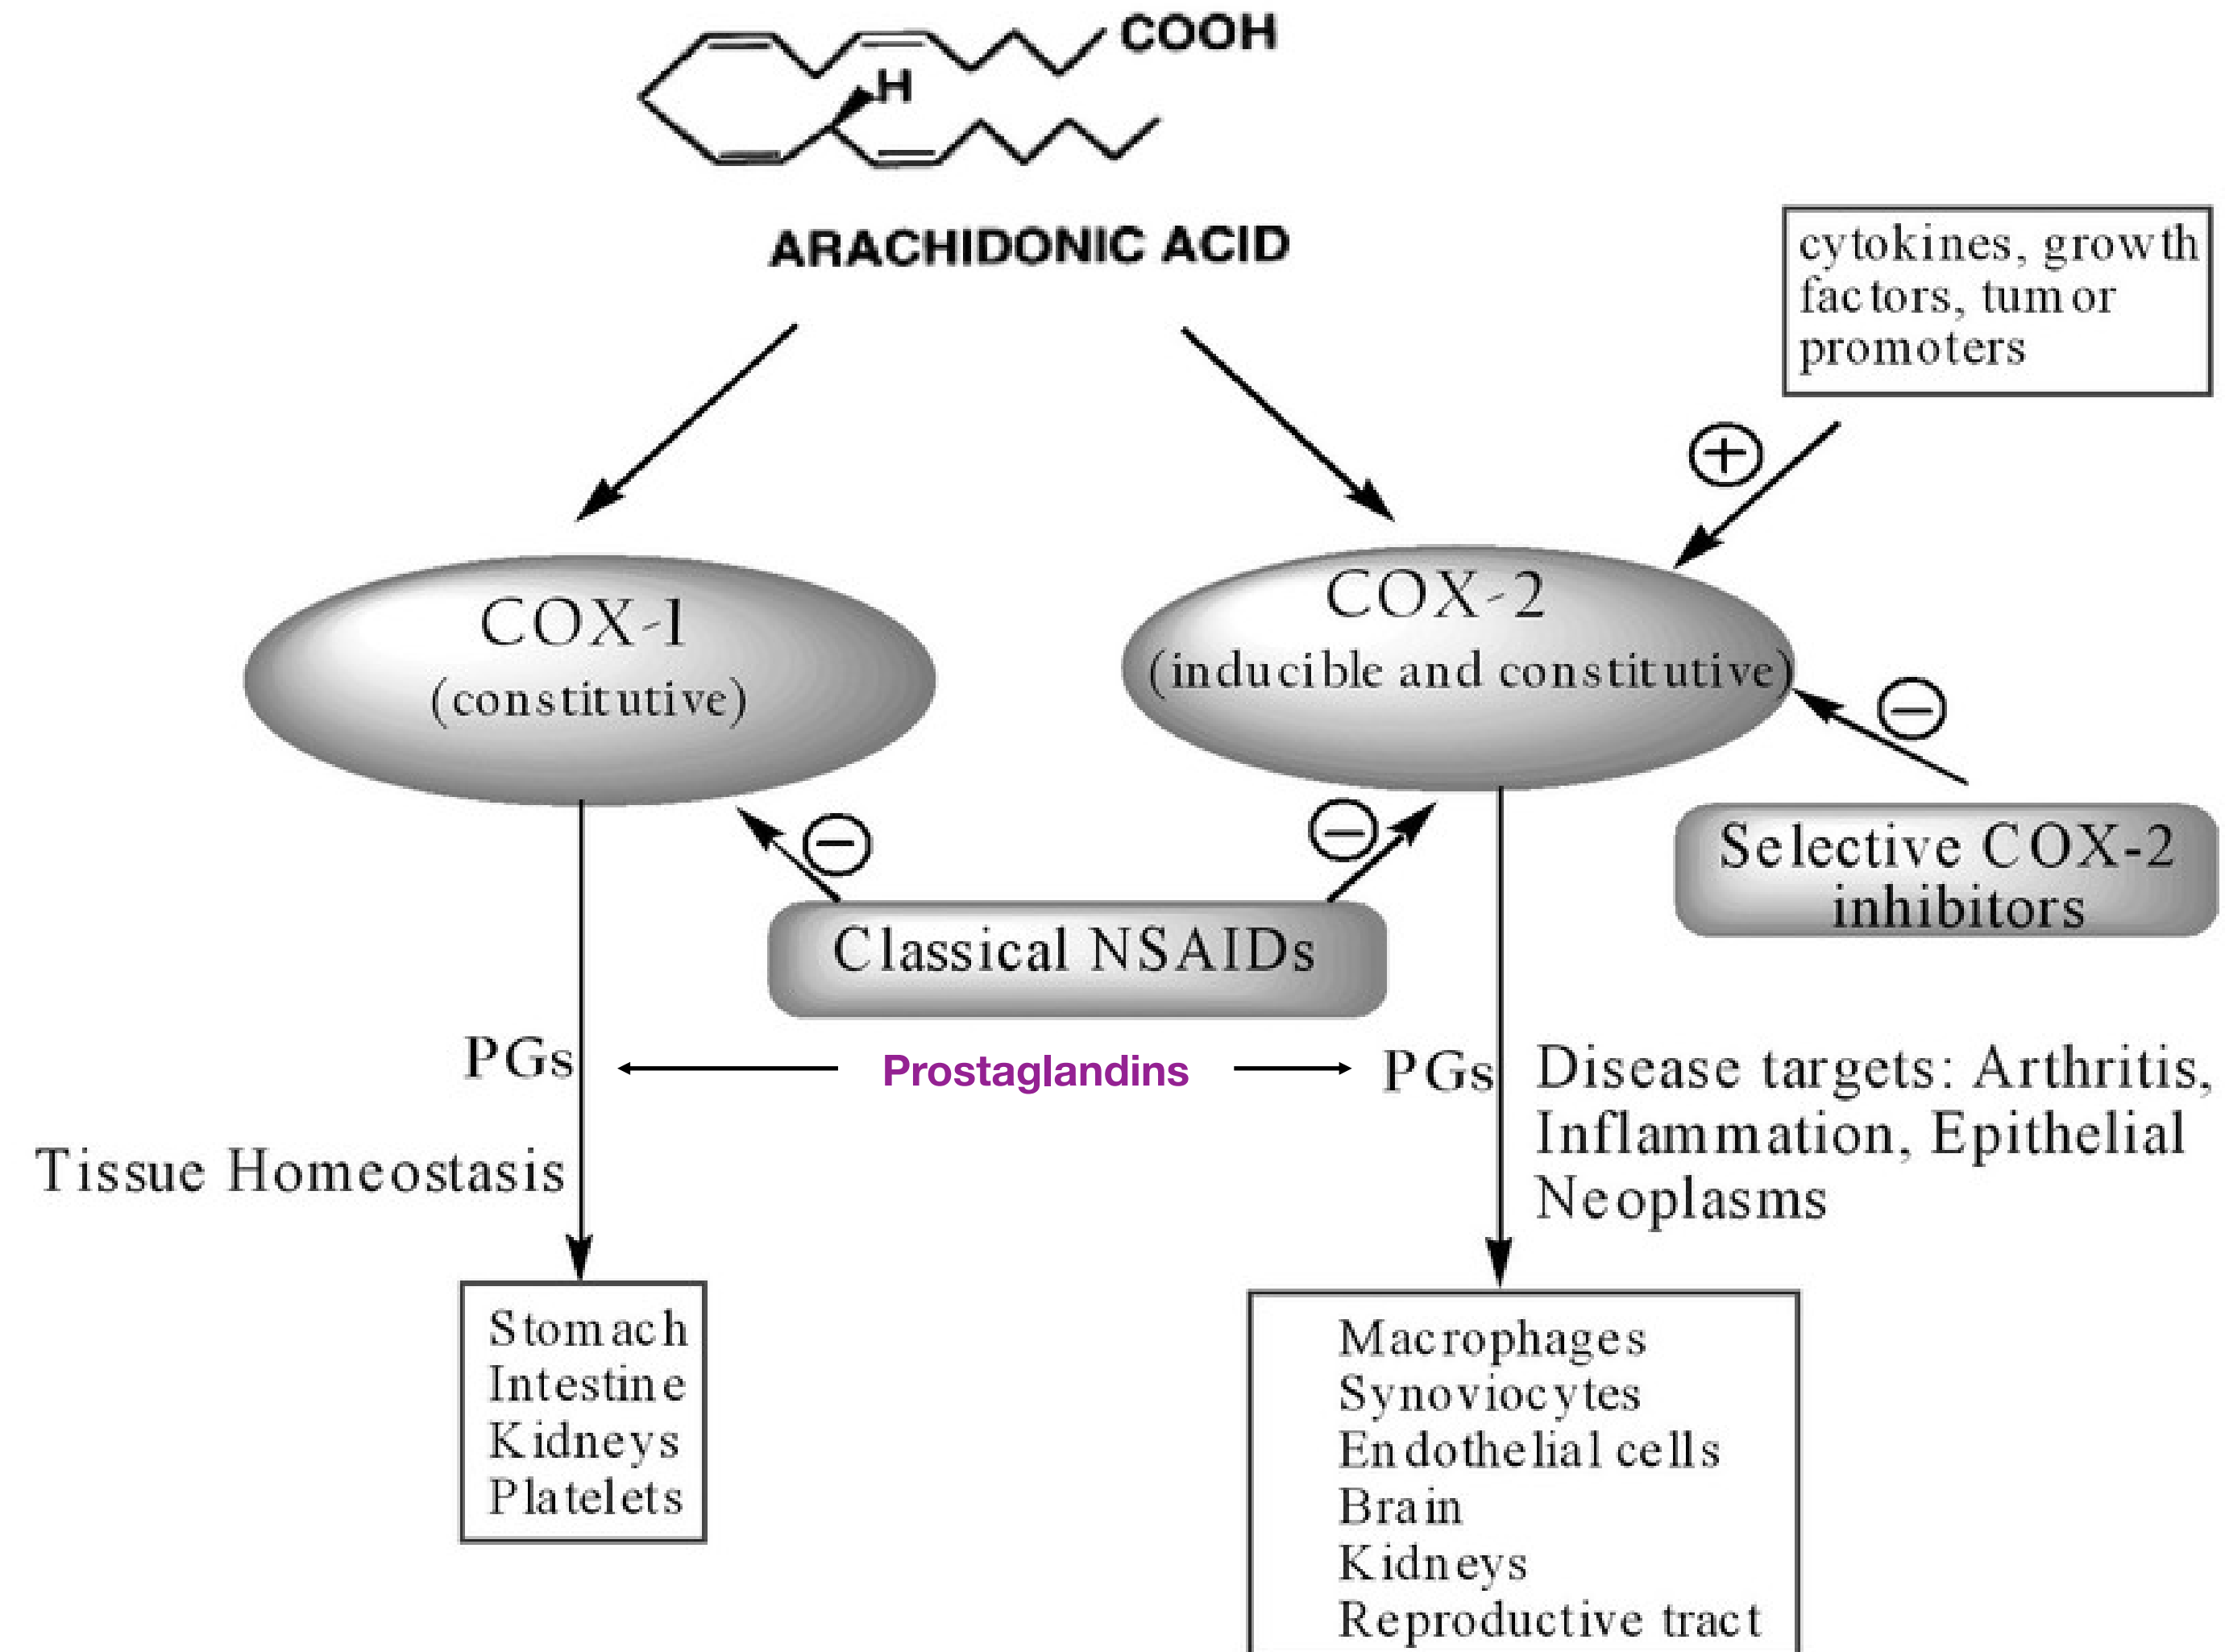 COOH
H
ARACHIDONIC ACID
cytokines, growth
factors, tumor
promoters
+
COX-1
(constitutive)
COX-2
(inducible and constitutive)
−
−
−
Selective COX-2
inhibitors
Classical NSAIDs
PGs
Prostaglandins
PGs
Disease targets: Arthritis,
Inflammation, Epithelial
Neoplasms
Tissue Homeostasis
Stomach
Intestine
Kidneys
Platelets
Macrophages
Synoviocytes
Endothelial cells
Brain
Kidneys
Reproductive tract